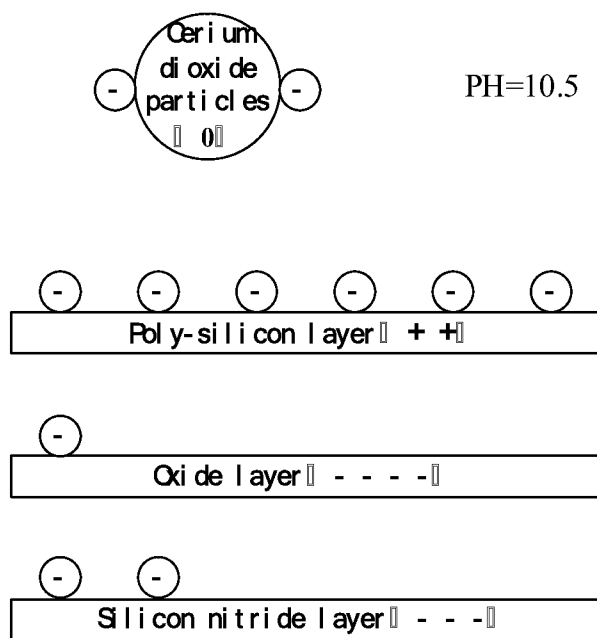 Cerium
dioxide
particles
( 0)
PH=10.5
-
-
- - - - - -
Poly-silicon layer( + +)
-
Oxide layer( - - - -)
- -
Silicon nitride layer( - - -)